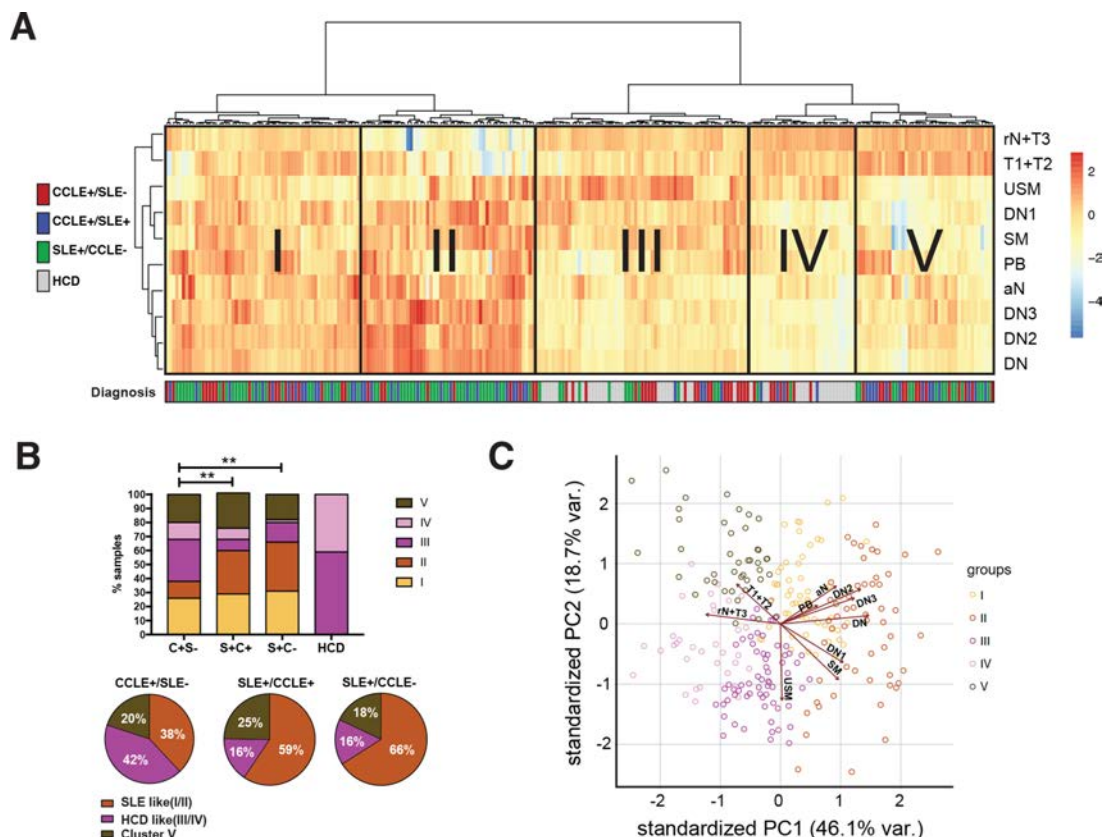 A
CCLE+/SLE-
CCLE+/SLE+
SLE+/CCLE-
HCD
I
II
III
IV
V
rN+T3
T1+T2
USM
DN1
SM
PB
aN
DN3
DN2
DN
2
0
-2
-4
Diagnosis
B
**
**
100
90
80
70
60
50
40
30
20
10
0
% samples
C+S-
S+C+
S+C-
HCD
V
IV
III
II
I
CCLE+/SLE-
20%
38%
42%
SLE+/CCLE+
25%
16%
59%
SLE+/CCLE-
18%
16%
66%
SLE like(I/II)
HCD like(III/IV)
Cluster V
C
standardized PC2 (18.7% var.)
2
1
0
-1
-2
T1+T2
rN+T3
aN
PB
DN2
DN3
DN
DN1
SM
USM
-2
-1
0
1
2
standardized PC1 (46.1% var.)
groups
I
II
III
IV
V